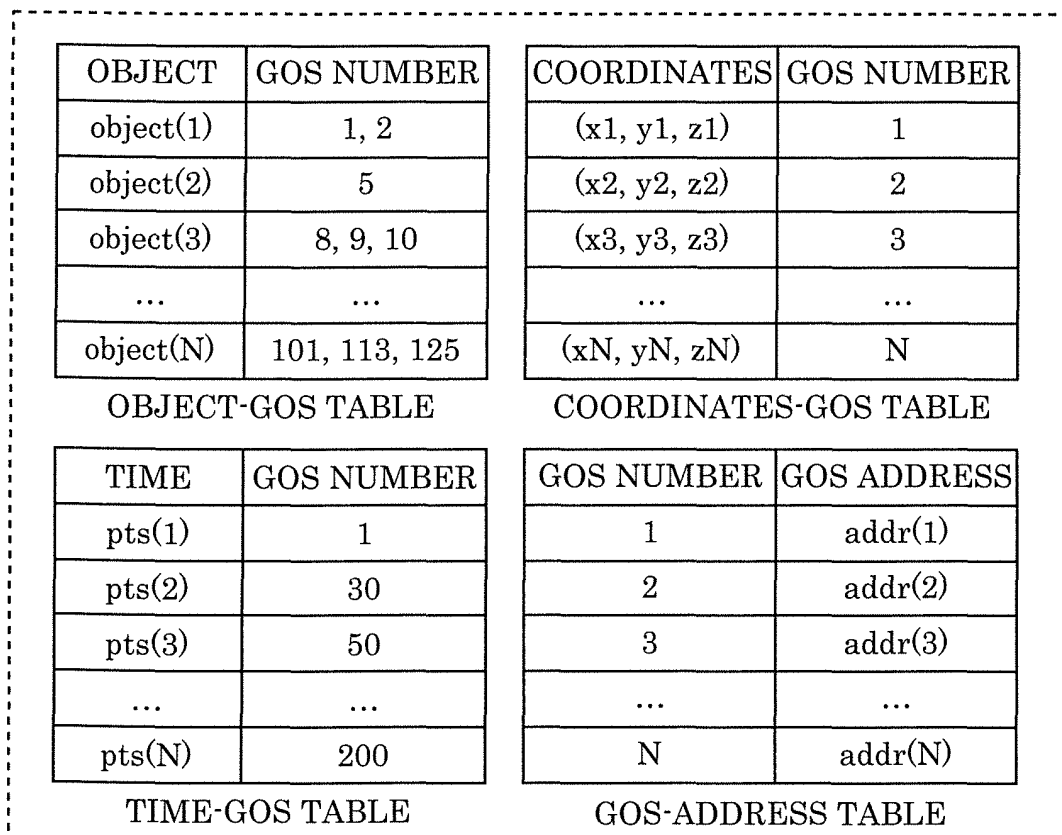 OBJECT GOS NUMBER
object(1) 1, 2
object(2) 5
object(3) 8, 9, 10
... ...
object(N) 101, 113, 125
OBJECT-GOS TABLE
COORDINATES GOS NUMBER
(x1, y1, z1) 1
(x2, y2, z2) 2
(x3, y3, z3) 3
... ...
(xN, yN, zN) N
COORDINATES-GOS TABLE
TIME GOS NUMBER
pts(1) 1
pts(2) 30
pts(3) 50
... ...
pts(N) 200
TIME-GOS TABLE
GOS NUMBER GOS ADDRESS
1 addr(1)
2 addr(2)
3 addr(3)
... ...
N addr(N)
GOS-ADDRESS TABLE